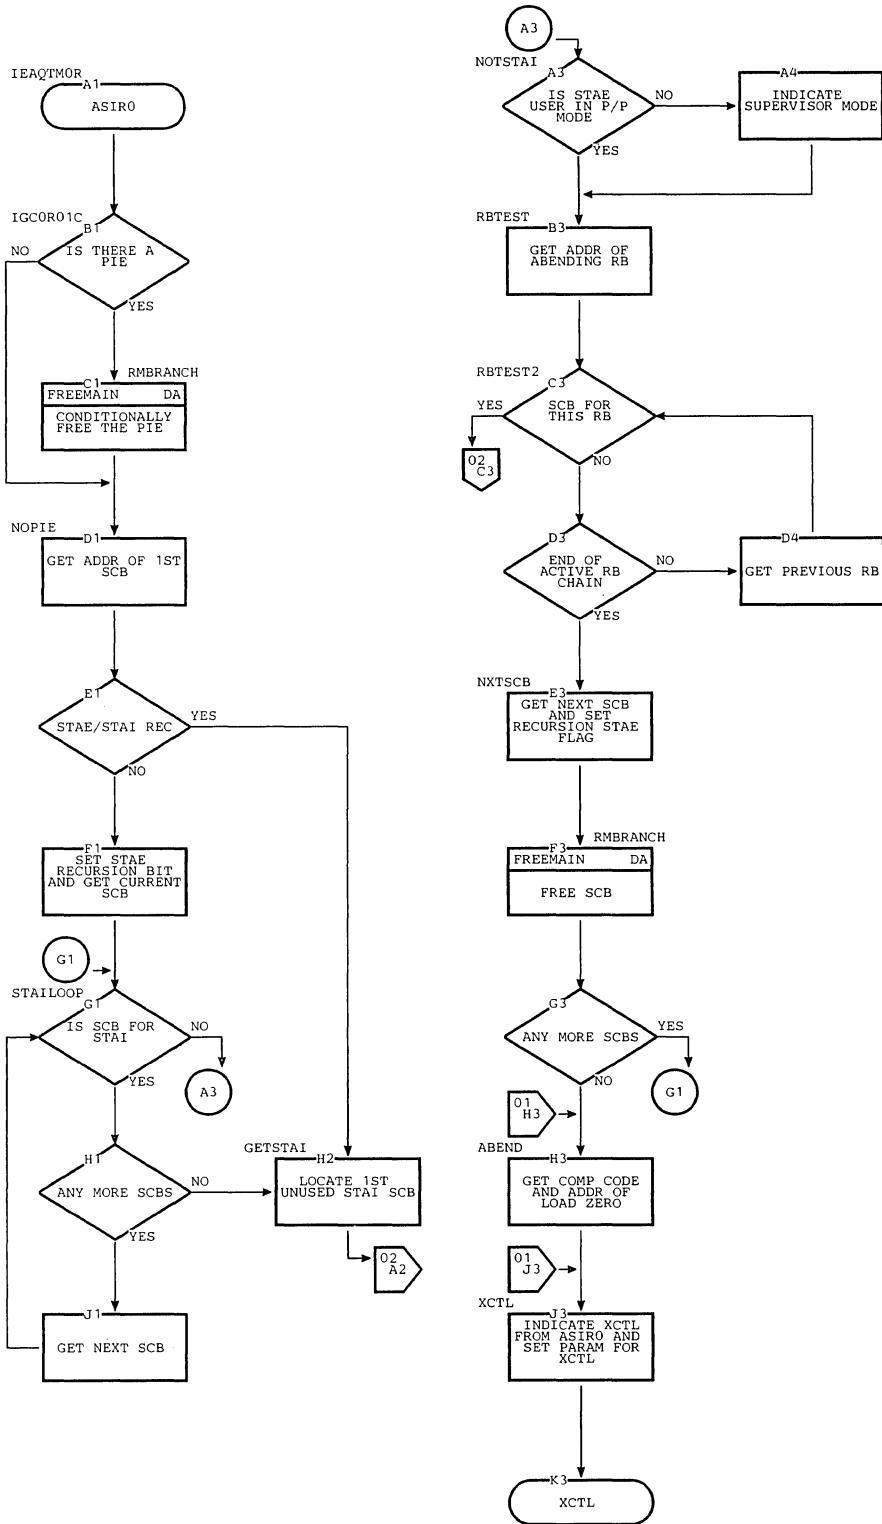 IEAQTM0R
A1
ASIR0
IGC0R01C
B1
IS THERE A
PIE
NO
YES
RMBRANCH
C1
FREEMAIN DA
CONDITIONALLY
FREE THE PIE
NOPIE
D1
GET ADDR OF 1ST
SCB
E1
STAE/STAI REC
YES
NO
F1
SET STAE
RECURSION BIT
AND GET CURRENT
SCB
G1
STAILOOP
G1
IS SCB FOR
STAI
NO
YES
A3
H1
ANY MORE SCBS
NO
YES
GETSTAI
H2
LOCATE 1ST
UNUSED STAI SCB
02
A2
J1
GET NEXT SCB
A3
NOTSTAI
A3
IS STAE
USER IN P/P
MODE
NO
YES
A4
INDICATE
SUPERVISOR MODE
RBTEST
B3
GET ADDR OF
ABENDING RB
RBTEST2
C3
SCB FOR
THIS RB
YES
NO
02
C3
D3
END OF
ACTIVE RB
CHAIN
NO
YES
D4
GET PREVIOUS RB
NXTSCB
E3
GET NEXT SCB
AND SET
RECURSION STAE
FLAG
RMBRANCH
F3
FREEMAIN DA
FREE SCB
G3
ANY MORE SCBS
YES
NO
G1
01
H3
ABEND
H3
GET COMP CODE
AND ADDR OF
LOAD ZERO
01
J3
XCTL
J3
INDICATE XCTL
FROM ASIR0 AND
SET PARAM FOR
XCTL
K3
XCTL